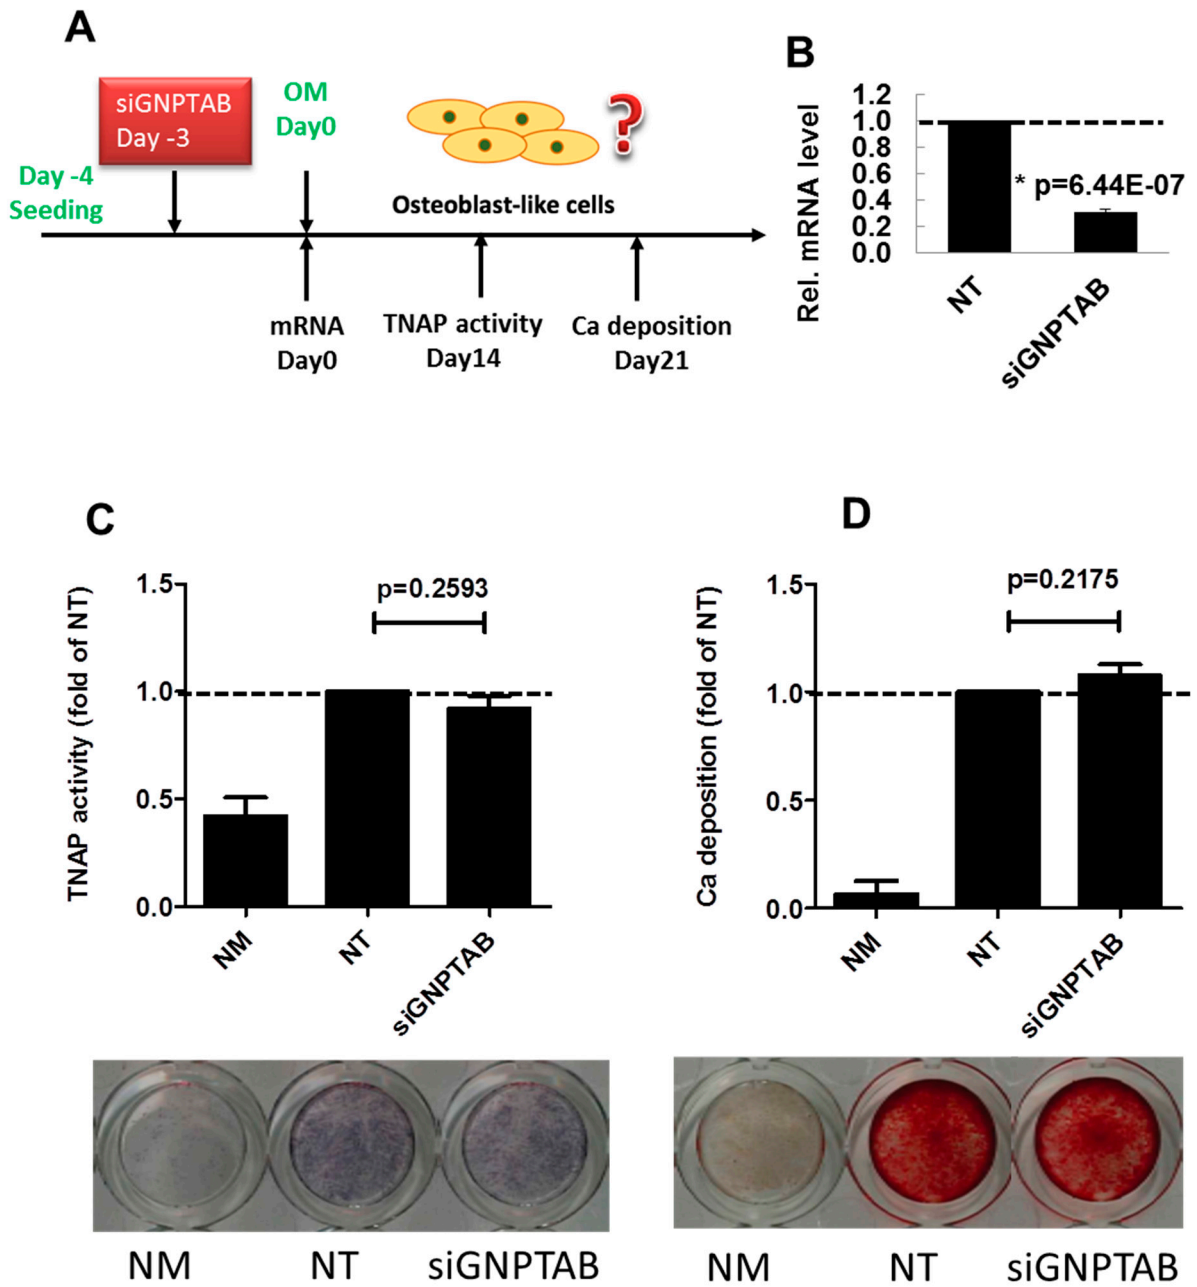 A
siGNPTAB
Day -3
OM
Day0
Day -4
Seeding
?
Osteoblast-like cells
mRNA
Day0
TNAP activity
Day14
Ca deposition
Day21
B
Rel. mRNA level
1.2
1.0
0.8
0.6
0.4
0.2
0.0
* p=6.44E-07
NT
siGNPTAB
C
TNAP activity (fold of NT)
1.5
1.0
0.5
0.0
p=0.2593
NM
NT
siGNPTAB
NM
NT
siGNPTAB
D
Ca deposition (fold of NT)
1.5
1.0
0.5
0.0
p=0.2175
NM
NT
siGNPTAB
NM
NT
siGNPTAB